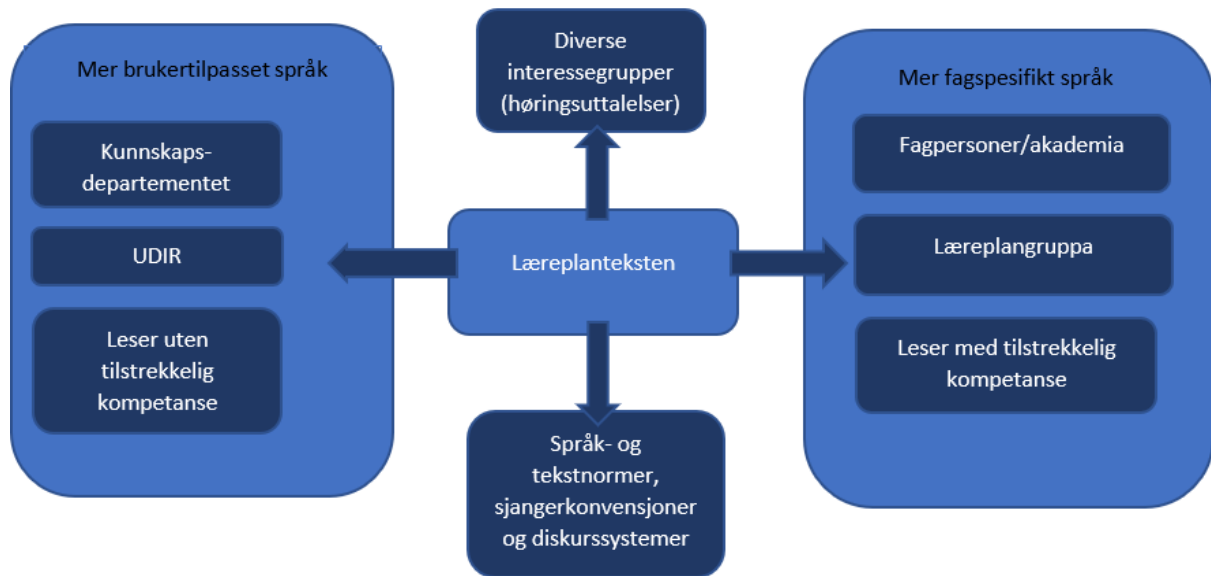 Mer brukertilpasset språk
Kunnskaps-
departementet
UDIR
Leser uten
tilstrekkelig
kompetanse
Diverse
interessegrupper
(høringsuttalelser)
Læreplanteksten
Språk- og
tekstnormer,
sjangerkonvensjoner
og diskurssystemer
Mer fagspesifikt språk
Fagpersoner/akademia
Læreplangruppa
Leser med tilstrekkelig
kompetanse